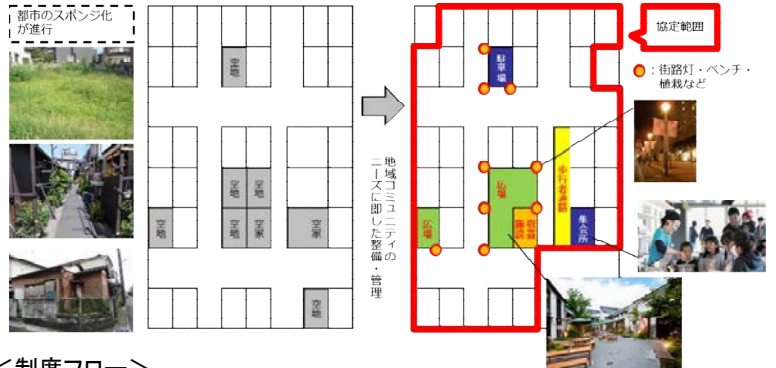 都市のスポンジ化
が進行
空地
空地
空地
空地
空家
空地
空家
空地
地域コミュニティの
ニーズに即した整備・管理
協定範囲
：街路灯・ベンチ・
植栽など
駐車場
広場
歩行者通路
広場
収益
施設
集会所
＜制度フロー＞